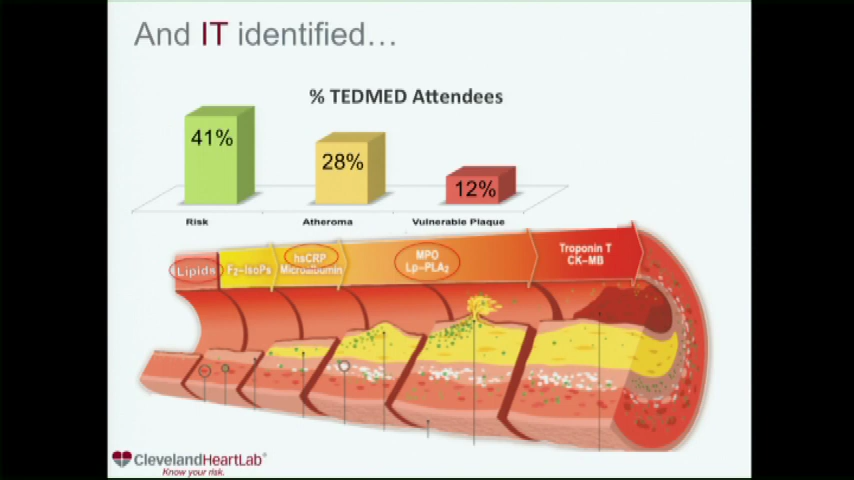 And IT identified...
% TEDMED Attendees
41%
28%
12%
Risk
Atheroma
Vulnerable Plaque
Lipids
F2-IsoPs
hsCRP
Microalbumin
MPO
Lp-PLA2
Troponin T
CK-MB
ClevelandHeartLab®
Know your risk.